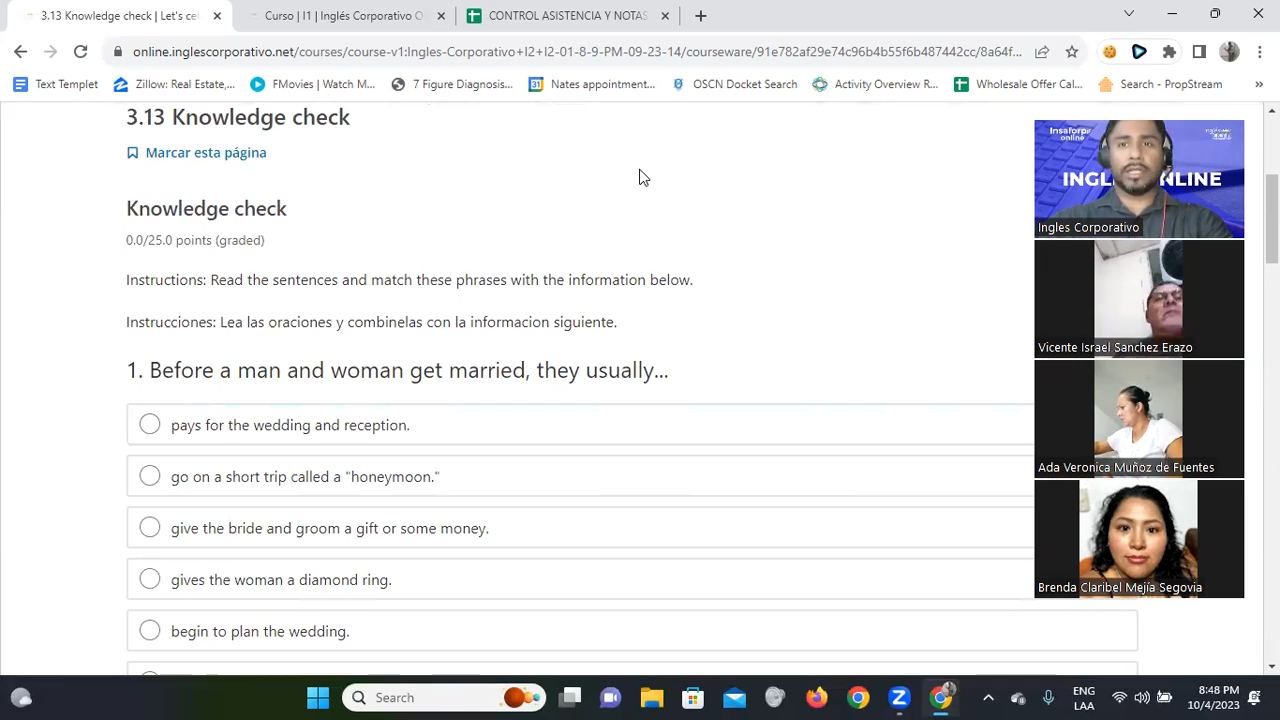 3.13 Knowledge check | Let's cel
Curso | I1 | Inglés Corporativo O
CONTROL ASISTENCIA Y NOTAS
online.inglescorporativo.net/courses/course-v1:Ingles-Corporativo+I2+I2-01-8-9-PM-09-23-14/courseware/91e782af29e74c96b4b55f6b487442cc/8a64f...
Text Templet
Zillow: Real Estate,...
FMovies | Watch M...
7 Figure Diagnosis...
Nates appointment...
OSCN Docket Search
Activity Overview R...
Wholesale Offer Cal...
Search - PropStream
3.13 Knowledge check
Marcar esta página
Knowledge check
0.0/25.0 points (graded)
Instructions: Read the sentences and match these phrases with the information below.
Instrucciones: Lea las oraciones y combinelas con la informacion siguiente.
1. Before a man and woman get married, they usually...
pays for the wedding and reception.
go on a short trip called a "honeymoon."
give the bride and groom a gift or some money.
gives the woman a diamond ring.
begin to plan the wedding.
Insaforp
online
Ingles Corporativo
Vicente Israel Sanchez Erazo
Ada Veronica Muñoz de Fuentes
Brenda Claribel Mejía Segovia
Search
ENG
LAA
8:48 PM
10/4/2023